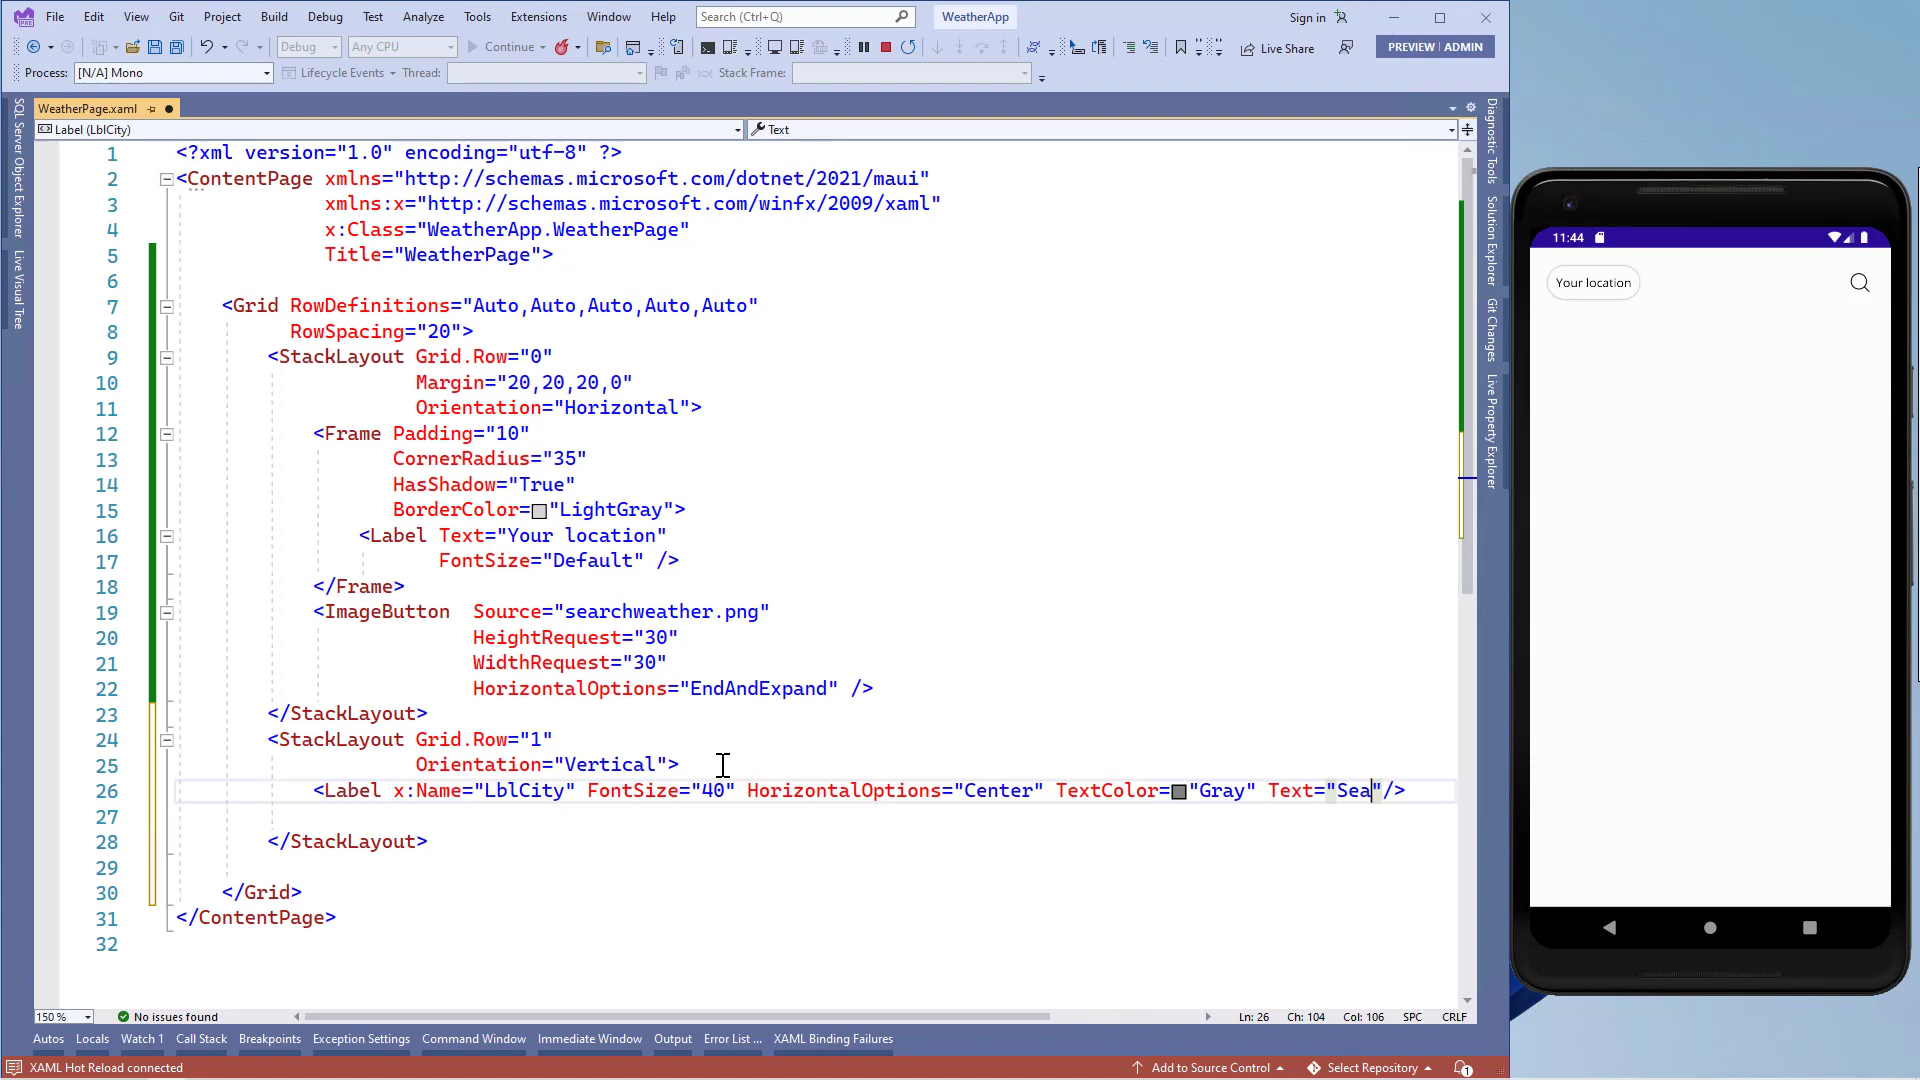 File Edit View Git Project Build Debug Test Analyze Tools Extensions Window Help Search (Ctrl+Q) WeatherApp Sign in
Debug Any CPU Continue Live Share PREVIEW | ADMIN
Process: [N/A] Mono Lifecycle Events Thread: Stack Frame:
SQL Server Object Explorer
Live Visual Tree
WeatherPage.xaml
Label (LblCity) Text
1 <?xml version="1.0" encoding="utf-8" ?>
2 <ContentPage xmlns="http://schemas.microsoft.com/dotnet/2021/maui"
3 xmlns:x="http://schemas.microsoft.com/winfx/2009/xaml"
4 x:Class="WeatherApp.WeatherPage"
5 Title="WeatherPage">
6
7 <Grid RowDefinitions="Auto,Auto,Auto,Auto,Auto"
8 RowSpacing="20">
9 <StackLayout Grid.Row="0"
10 Margin="20,20,20,0"
11 Orientation="Horizontal">
12 <Frame Padding="10"
13 CornerRadius="35"
14 HasShadow="True"
15 BorderColor="LightGray">
16 <Label Text="Your location"
17 FontSize="Default" />
18 </Frame>
19 <ImageButton Source="searchweather.png"
20 HeightRequest="30"
21 WidthRequest="30"
22 HorizontalOptions="EndAndExpand" />
23 </StackLayout>
24 <StackLayout Grid.Row="1"
25 Orientation="Vertical">
26 <Label x:Name="LblCity" FontSize="40" HorizontalOptions="Center" TextColor="Gray" Text="Sea"/>
27
28 </StackLayout>
29
30 </Grid>
31 </ContentPage>
32
Diagnostic Tools
Solution Explorer
Git Changes
Live Property Explorer
11:44
Your location
150 % No issues found Ln: 26 Ch: 104 Col: 106 SPC CRLF
Autos Locals Watch 1 Call Stack Breakpoints Exception Settings Command Window Immediate Window Output Error List ... XAML Binding Failures
XAML Hot Reload connected Add to Source Control Select Repository 1